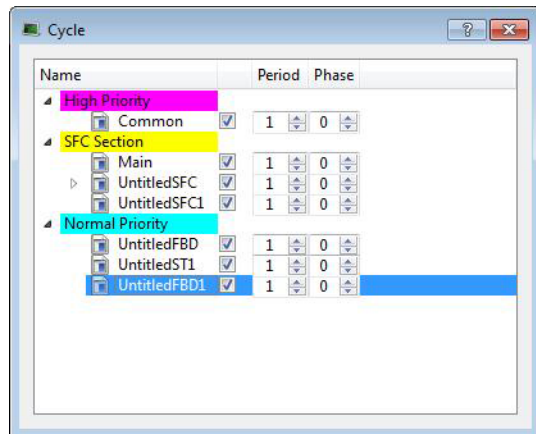 Cycle
Name Period Phase
High Priority
Common 1 0
SFC Section
Main 1 0
UntitledSFC 1 0
UntitledSFC1 1 0
Normal Priority
UntitledFBD 1 0
UntitledST1 1 0
UntitledFBD1 1 0